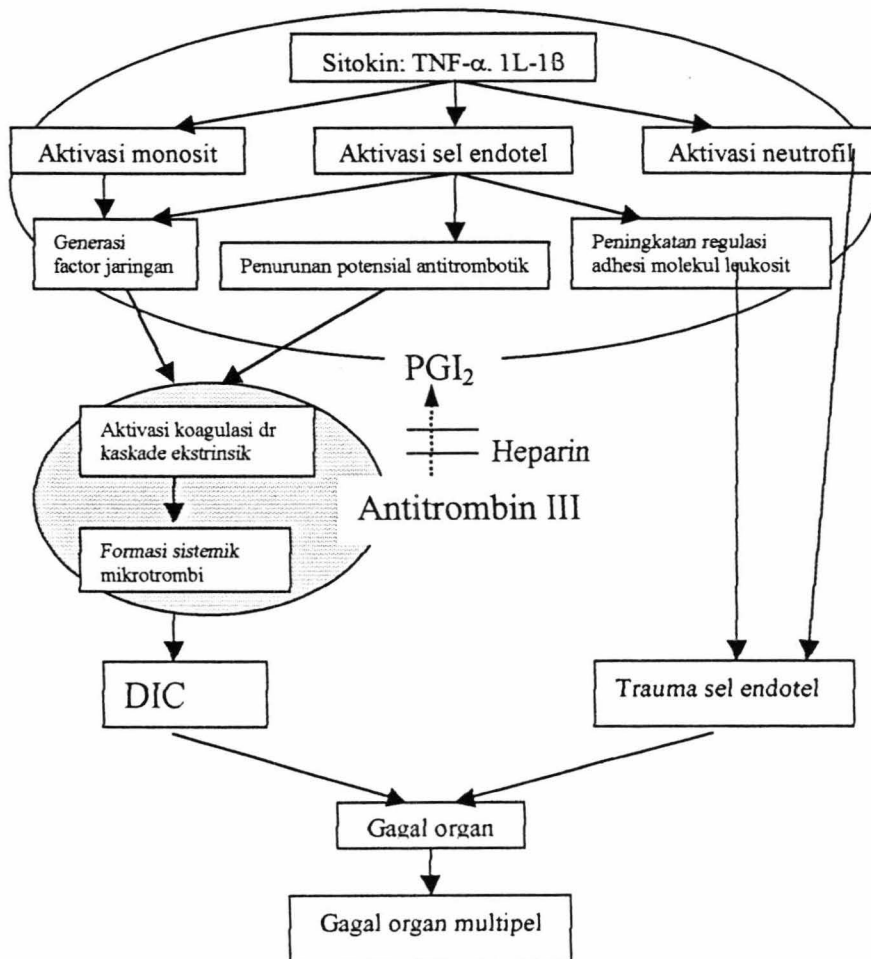 Sitokin: TNF-α. 1L-1ß
Aktivasi monosit
Aktivasi sel endotel
Aktivasi neutrofil
Generasi
factor jaringan
Penurunan potensial antitrombotik
Peningkatan regulasi
adhesi molekul leukosit
PGI₂
Aktivasi koagulasi dr
kaskade ekstrinsik
Heparin
Antitrombin III
Formasi sistemik
mikrotrombi
DIC
Trauma sel endotel
Gagal organ
Gagal organ multipel